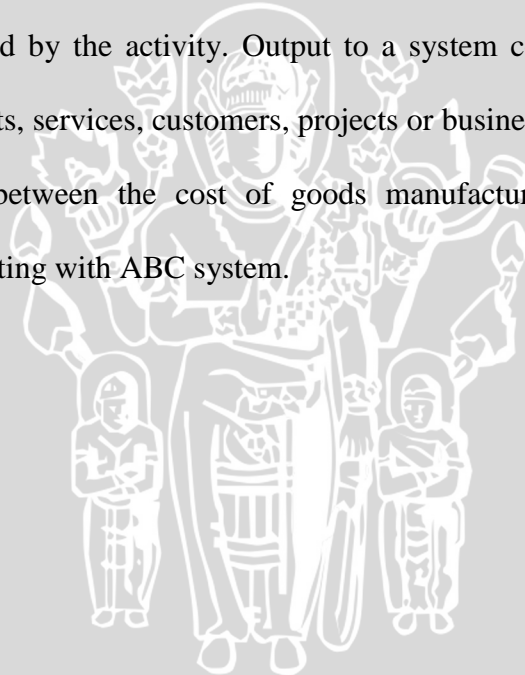 d by the activity. Output to a system c
ts, services, customers, projects or busine
between the cost of goods manufactur
ting with ABC system.